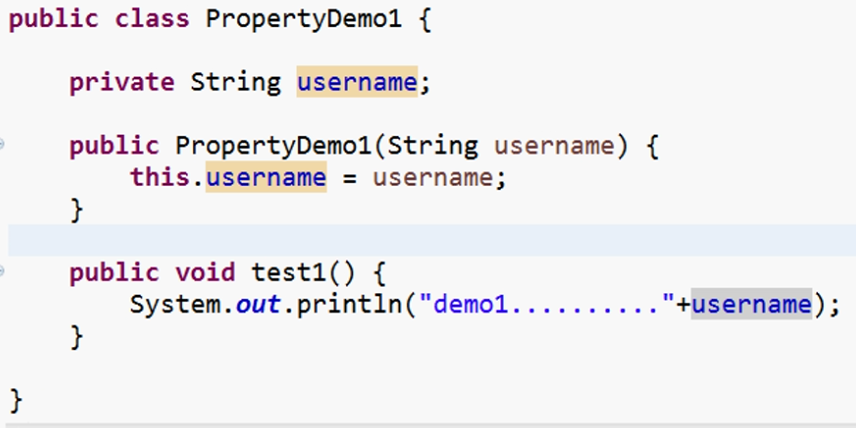 public class PropertyDemo1 {
private String username;
public PropertyDemo1(String username) {
this.username = username;
}
public void test1() {
System.out.println("demo1.........."+username);
}
}